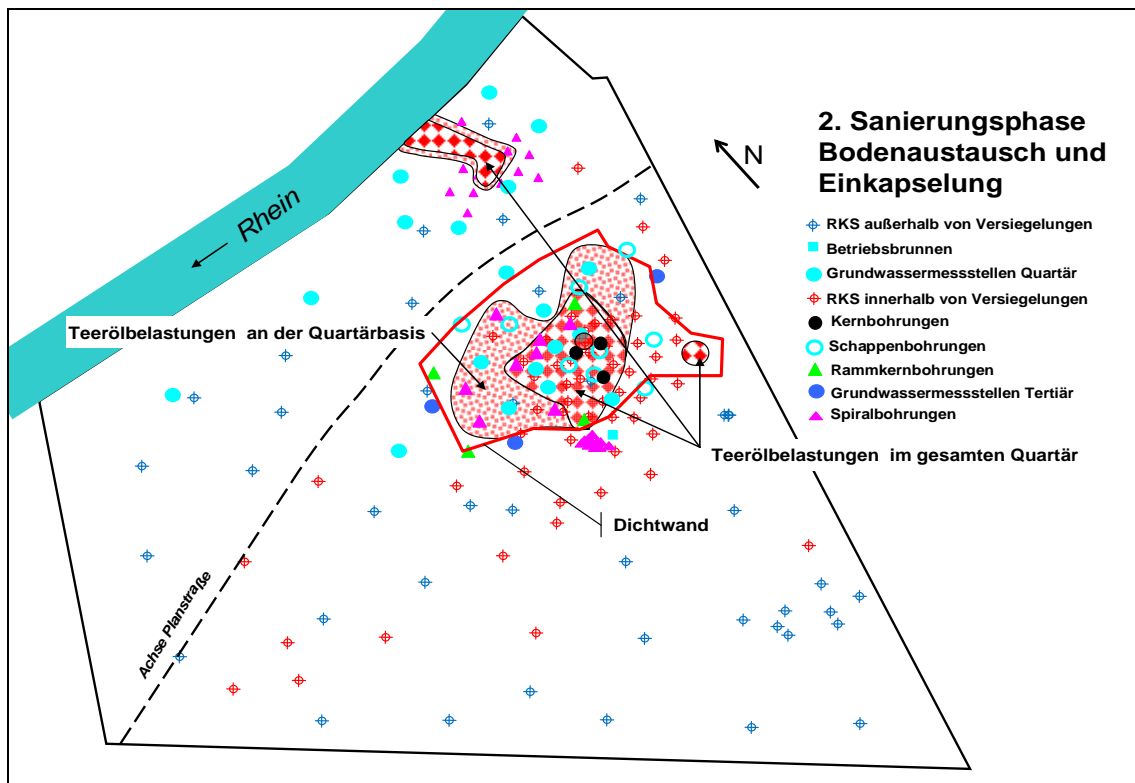 2. Sanierungsphase
Bodenaustausch und
Einkapselung
N
Rhein
RKS außerhalb von Versiegelungen
Betriebsbrunnen
Grundwassermessstellen Quartär
RKS innerhalb von Versiegelungen
Kernbohrungen
Schappenbohrungen
Rammkernbohrungen
Grundwassermessstellen Tertiär
Spiralbohrungen
Teerölbelastungen an der Quartärbasis
Teerölbelastungen im gesamten Quartär
Dichtwand
Achse Planstraße